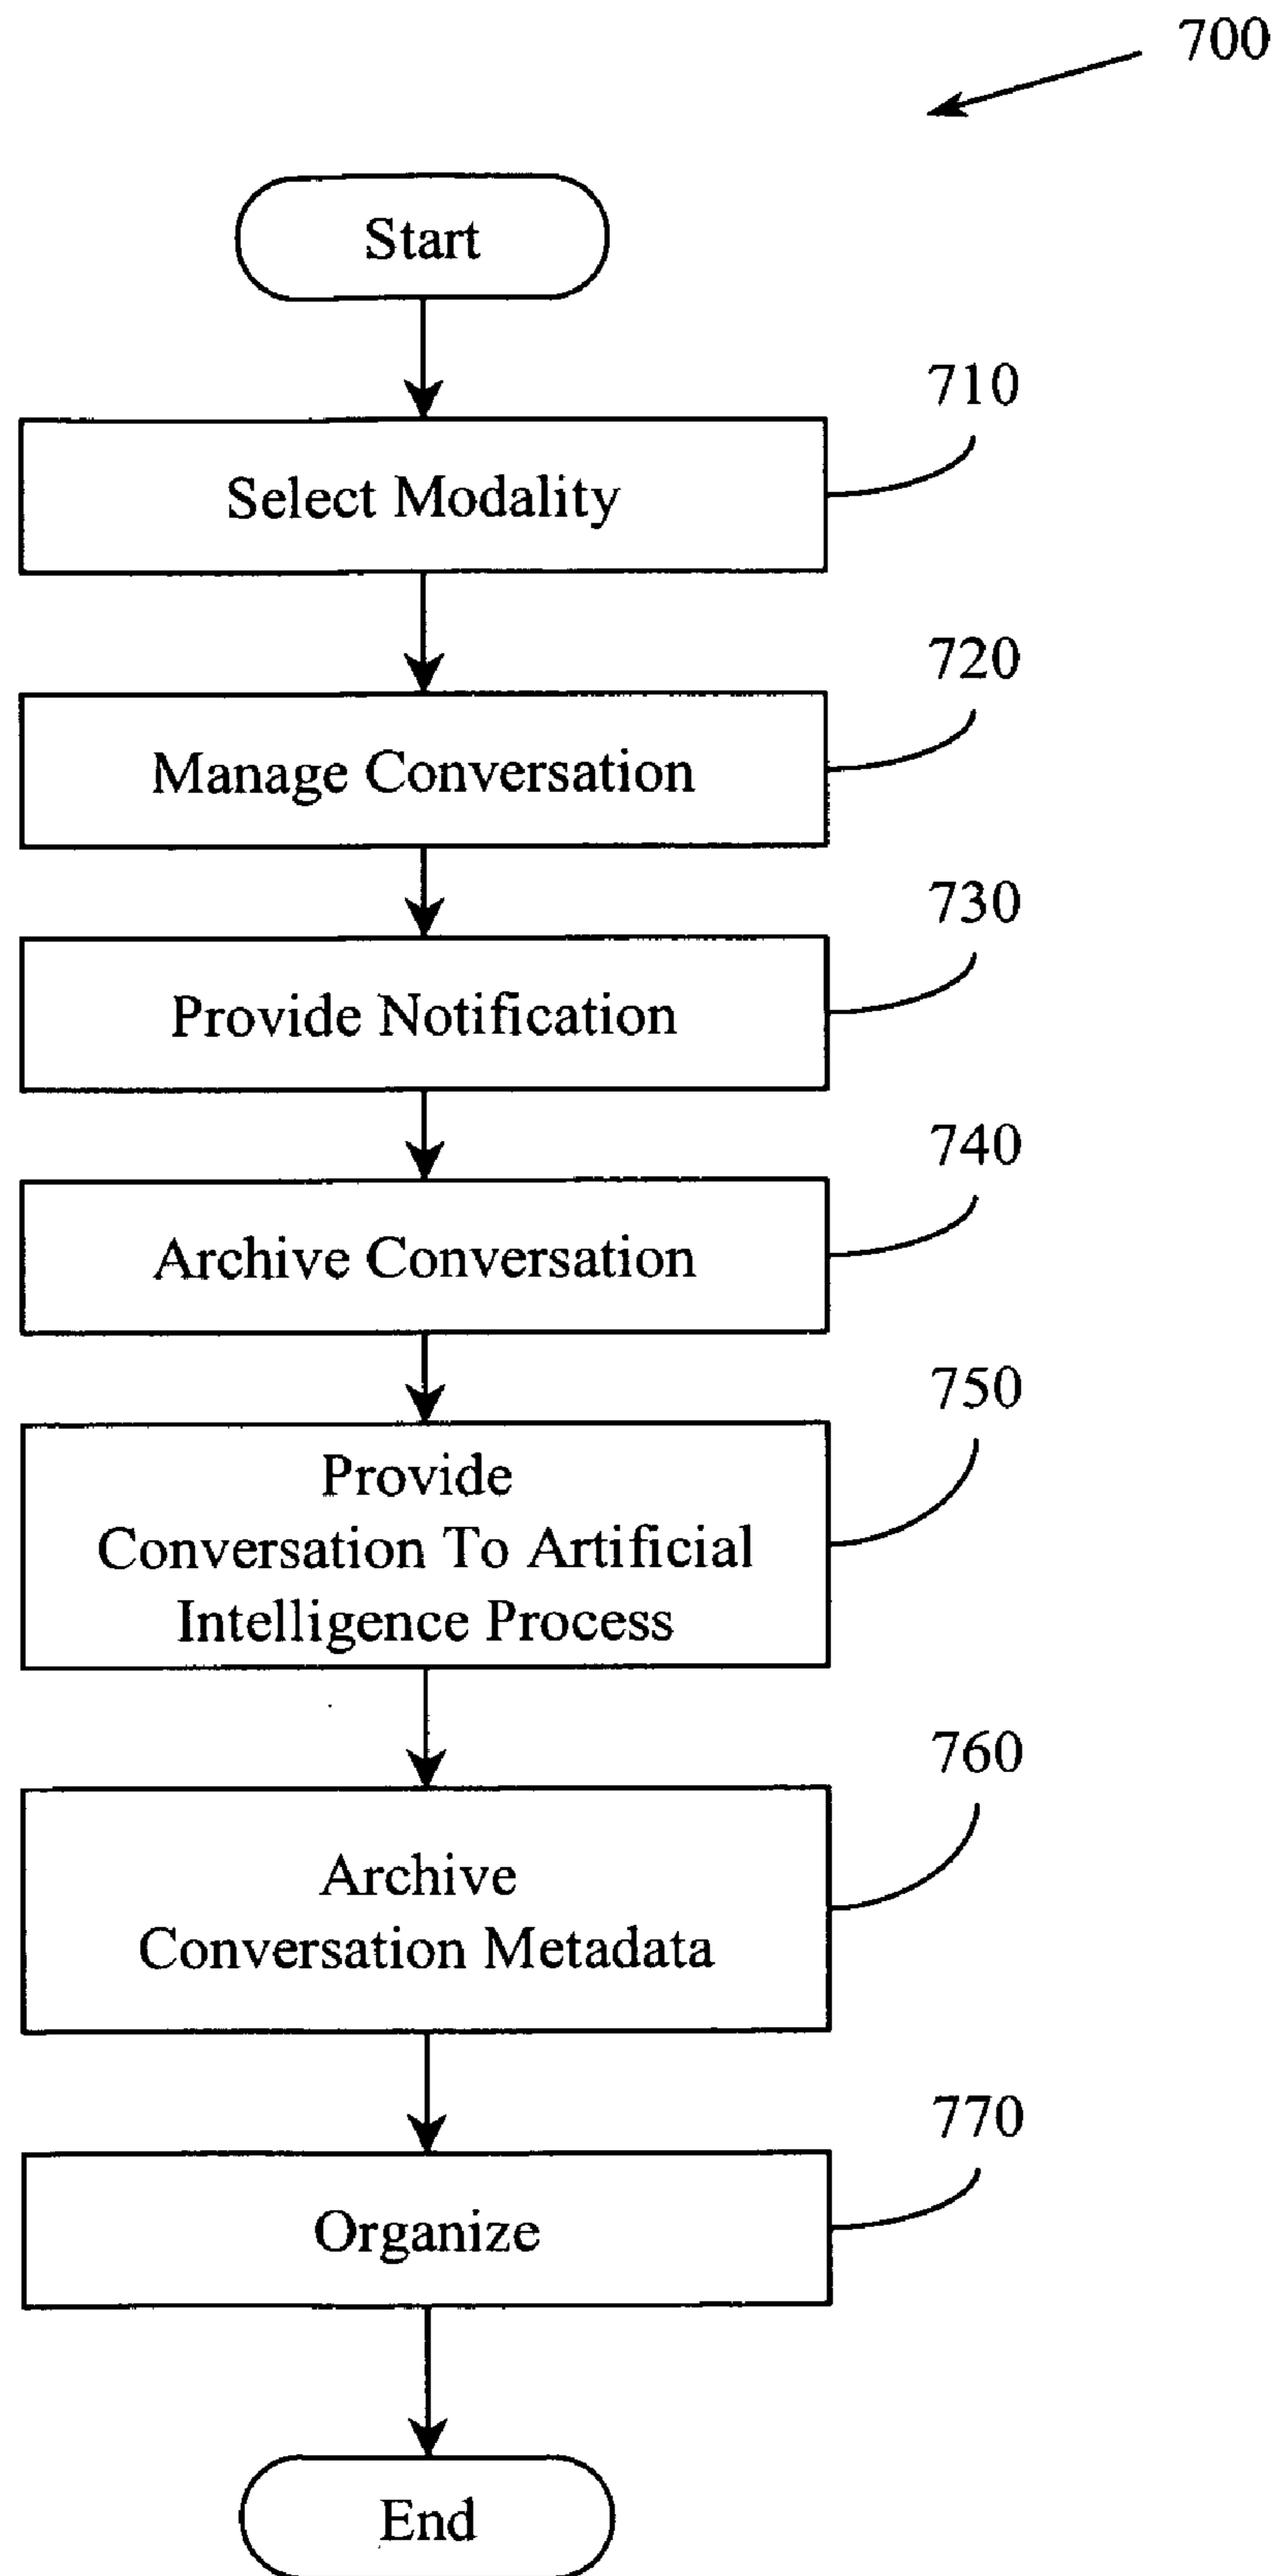 700
Start
710
Select Modality
720
Manage Conversation
730
Provide Notification
740
Archive Conversation
750
Provide
Conversation To Artificial
Intelligence Process
760
Archive
Conversation Metadata
770
Organize
End